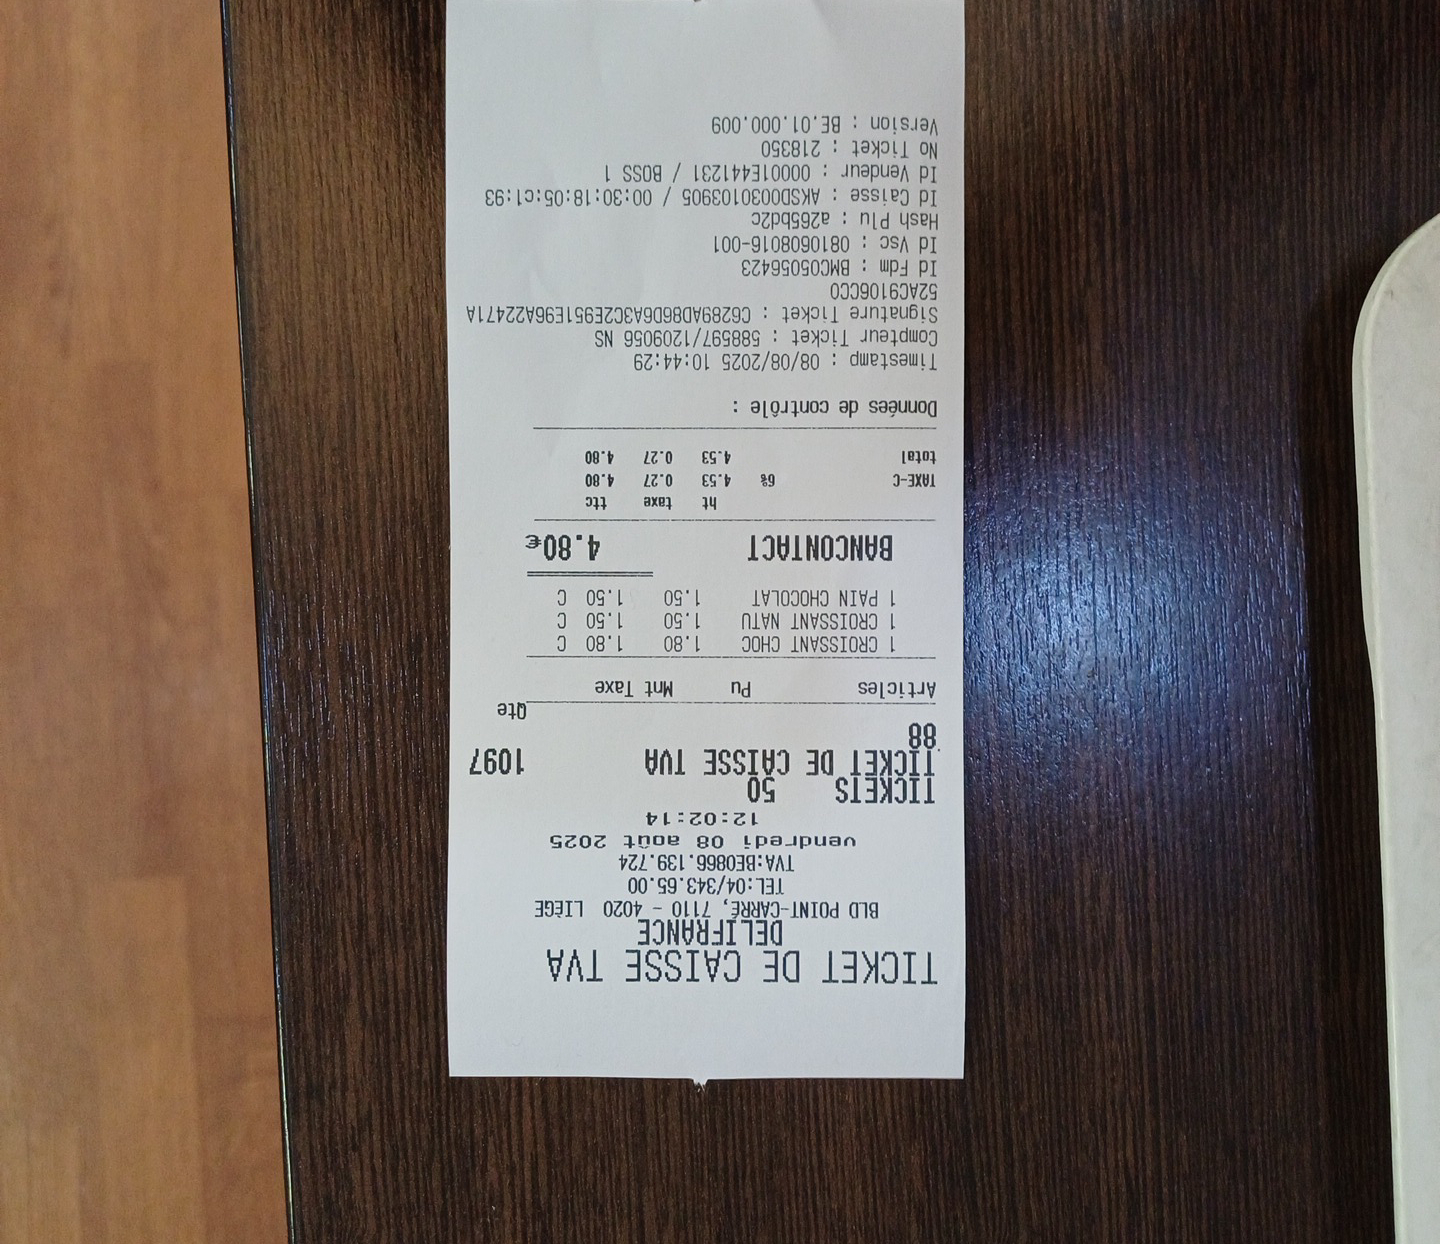 TICKET DE CAISSE TVA
DELIFRANCE
BLD POINT-CARRÉ, 7110 - 4020 LIÈGE
TEL:04/343.65.00
TVA:BE0866.139.724
vendredi 08 août 2025
12:02:14
TICKETS 50
TICKET DE CAISSE TVA 1097
88
Qte
Articles Pu Mnt Taxe
1 CROISSANT CHOC 1.80 1.80 C
1 CROISSANT NATU 1.50 1.50 C
1 PAIN CHOCOLAT 1.50 1.50 C
BANCONTACT 4.80€
ht taxe ttc
TAXE-C 6% 4.53 0.27 4.80
total 4.53 0.27 4.80
Données de contrôle :
Timestamp : 08/08/2025 10:44:29
Compteur Ticket : 588597/1209056 NS
Signature Ticket : C6289AD86D6A3C2E951E96A22471A
52AC9106CC0
Id Fdm : BMC05056423
Id Vsc : 0810608016-001
Hash Plu : a265bd2c
Id Caisse : AKSD0030103905 / 00:30:18:05:c1:93
Id Vendeur : 00001E441231 / BOSS 1
No Ticket : 218350
Version : BE.01.000.009